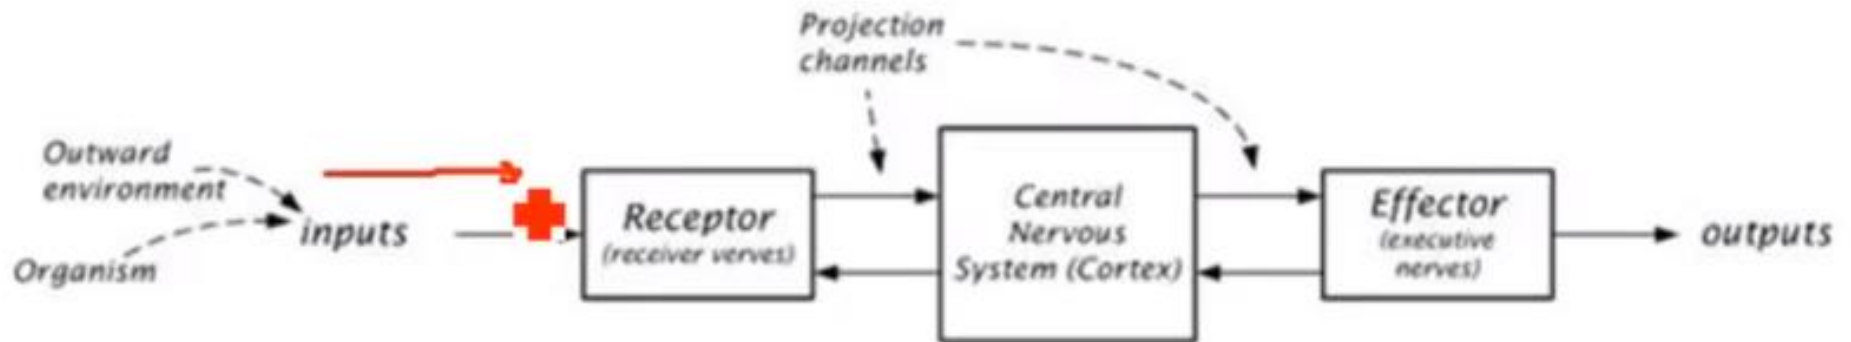 Projection
channels
Outward
environment
Organism
inputs
Receptor
(receiver verves)
Central
Nervous
System (Cortex)
Effector
(executive
nerves)
outputs